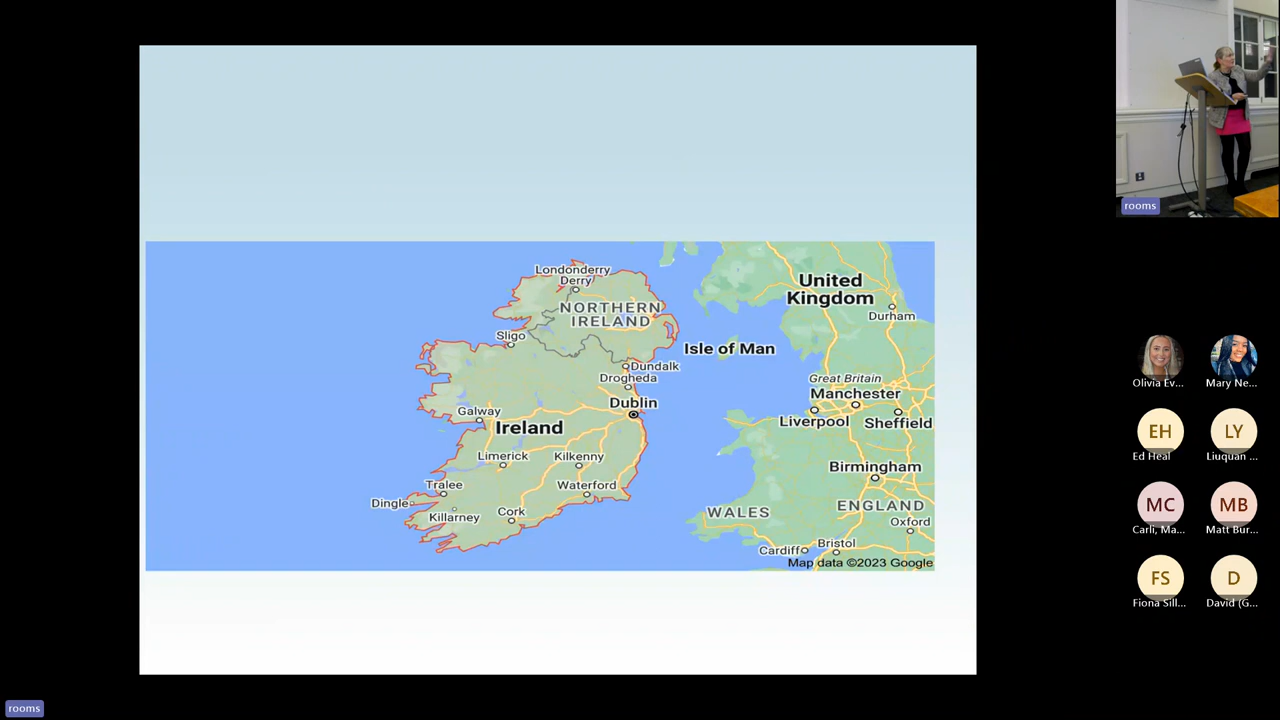 Londonderry
Derry
NORTHERN
IRELAND
Sligo
Dundalk
Drogheda
Dublin
Galway
Ireland
Limerick
Kilkenny
Tralee
Waterford
Dingle
Killarney
Cork
United
Kingdom
Durham
Isle of Man
Great Britain
Manchester
Liverpool
Sheffield
Birmingham
WALES
ENGLAND
Oxford
Cardiff
Bristol
Map data ©2023 Google
rooms
Olivia Ev...
Mary Ne...
EH
LY
Ed Heal
Liuquan ...
MC
MB
Carli, Ma...
Matt Bur...
FS
D
Fiona Sill...
David (G...
rooms